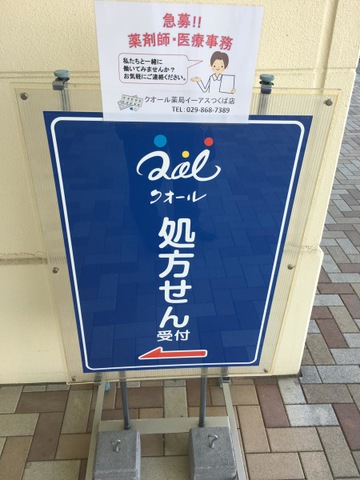 急募!!
薬剤師・医療事務
私たちと一緒に
働いてみませんか？
お気軽にご連絡ください。
クオール薬局イーアスつくば店
TEL: 029-868-7389
Qol
クオール
処方せん
受付